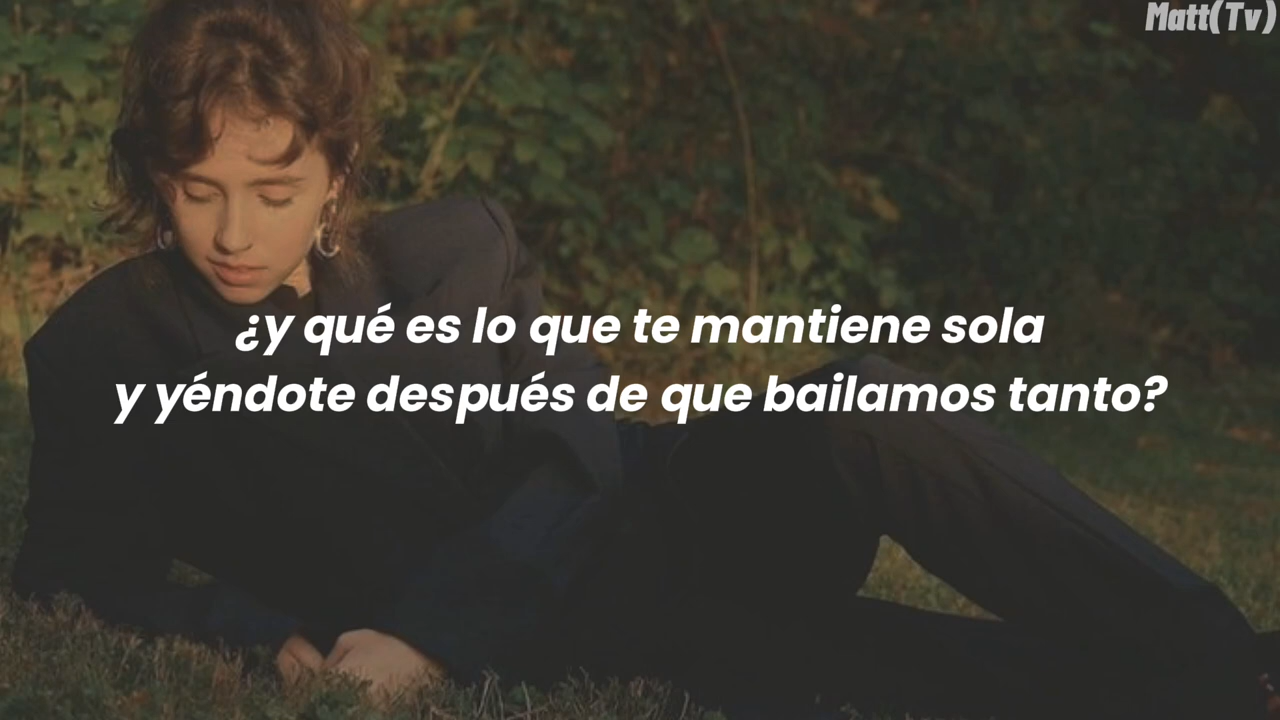 Matt(Tv)
¿y qué es lo que te mantiene sola
y yéndote después de que bailamos tanto?